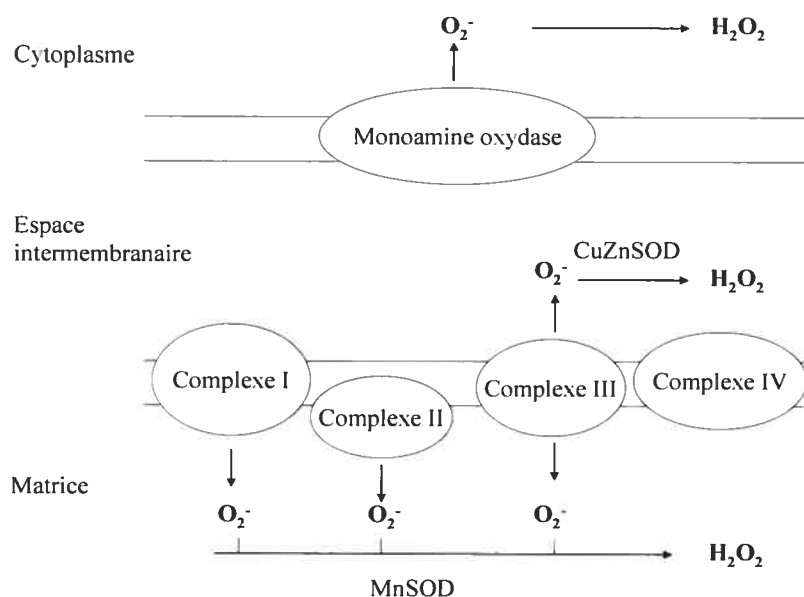 O₂⁻ H₂O₂
Cytoplasme
Monoamine oxydase
Espace
intermembranaire
CuZnSOD
O₂⁻ H₂O₂
Complexe I
Complexe II
Complexe III
Complexe IV
Matrice
O₂⁻ O₂⁻ O₂⁻
H₂O₂
MnSOD